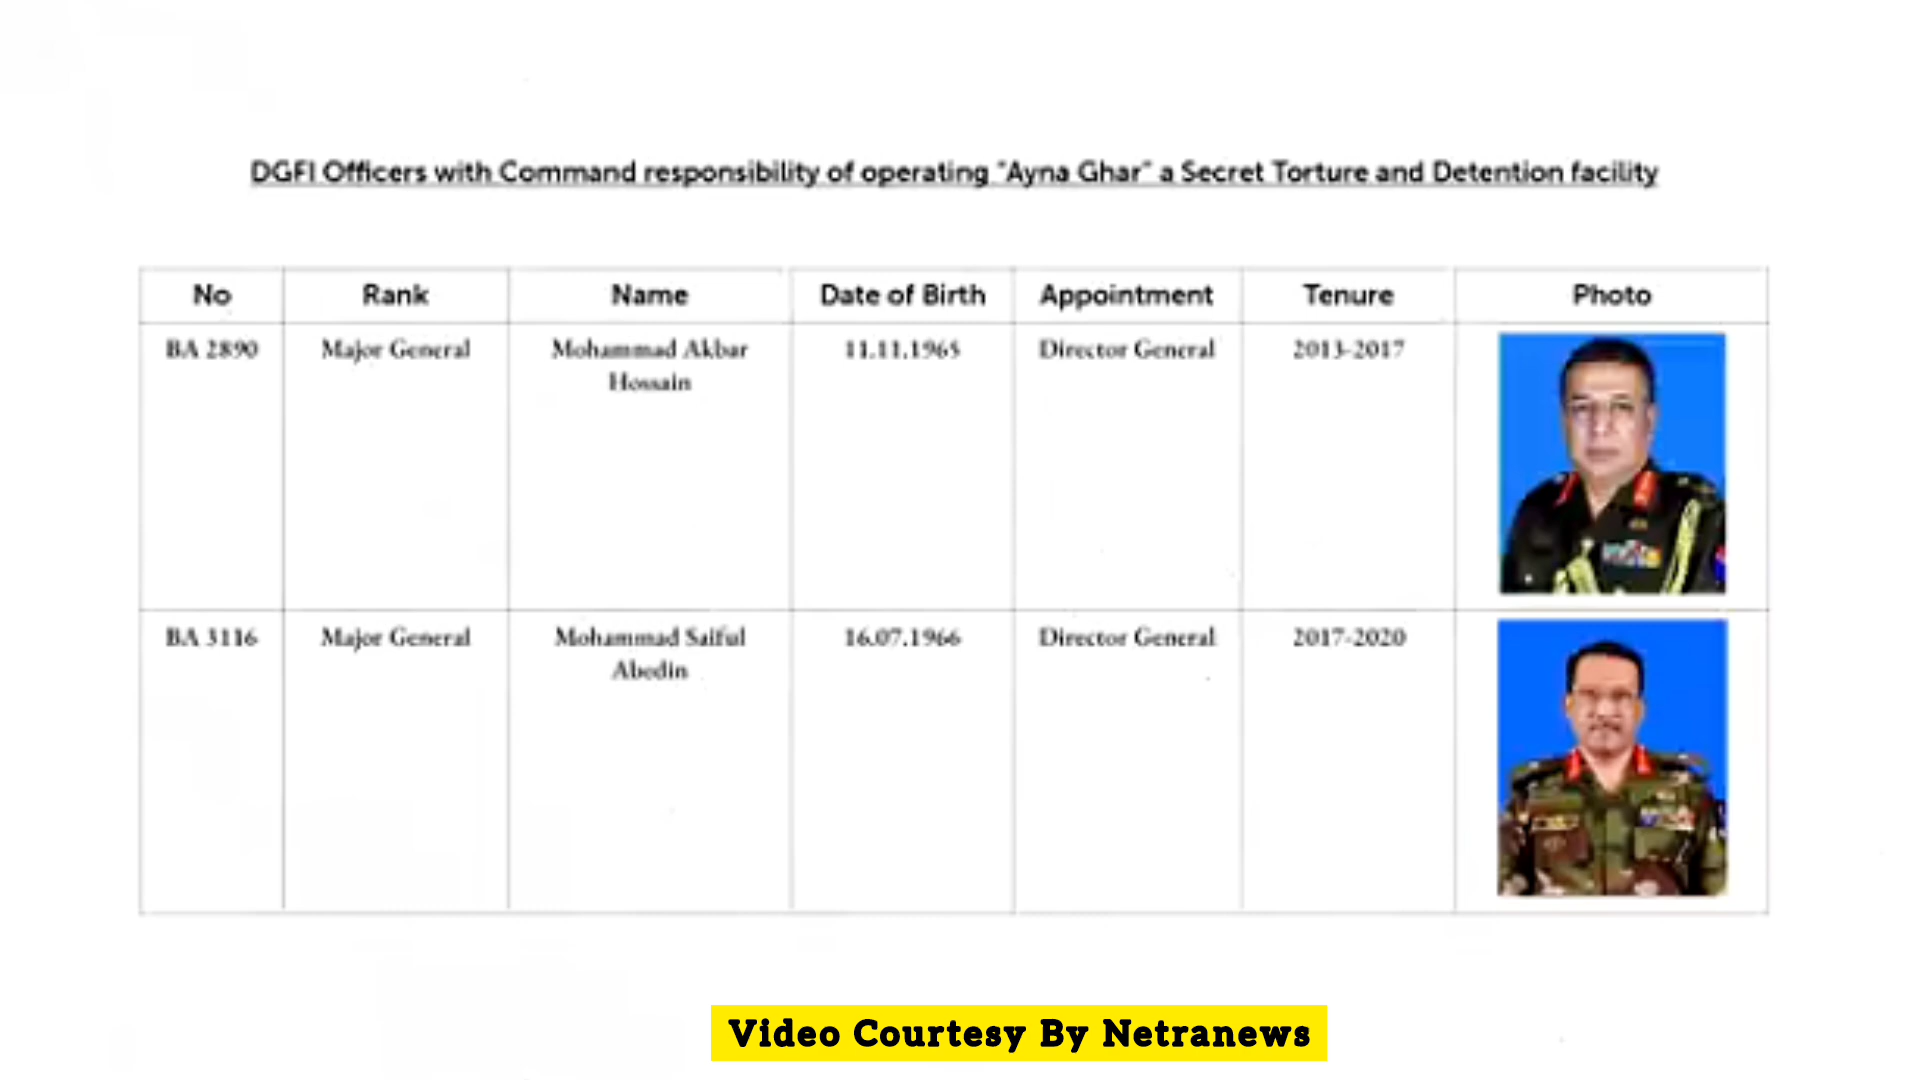 DGFI Officers with Command responsibility of operating "Ayna Ghar" a Secret Torture and Detention facility
No Rank Name Date of Birth Appointment Tenure Photo
BA 2890 Major General Mohammad Akbar 11.11.1965 Director General 2013-2017
Hossain
BA 3116 Major General Mohammad Saiful 16.07.1966 Director General 2017-2020
Abedin
Video Courtesy By Netranews